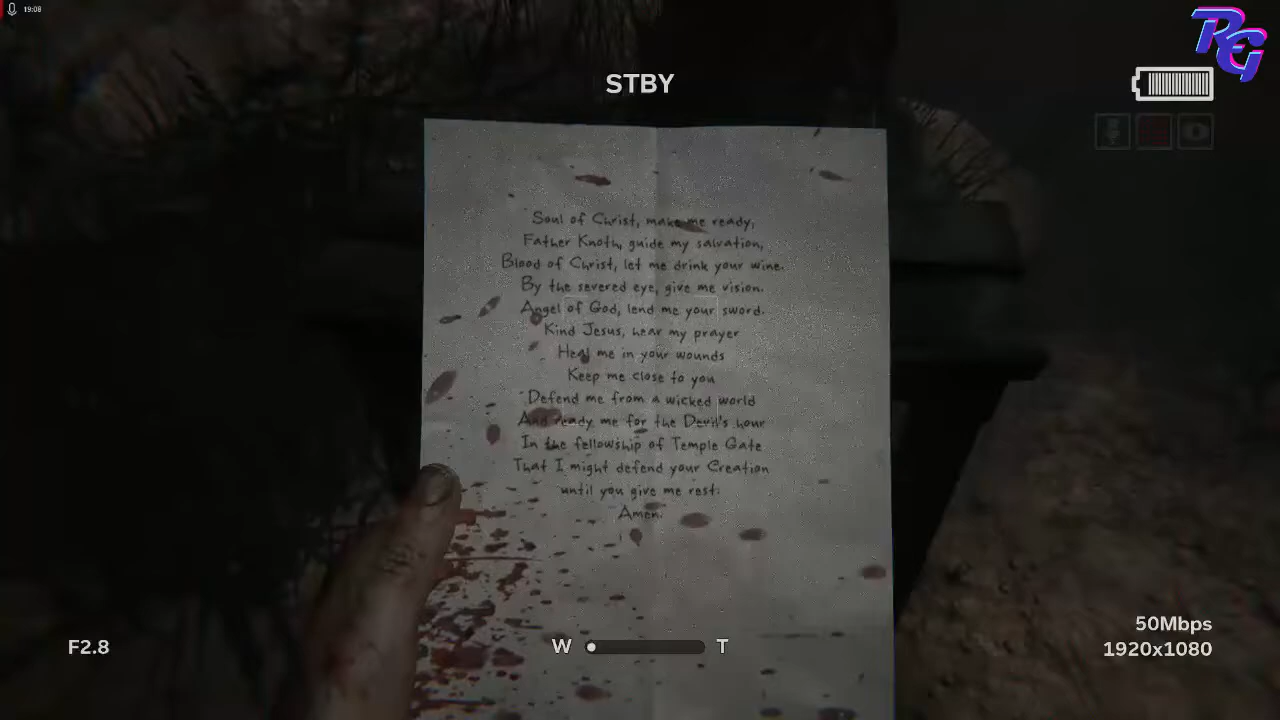 19:08
REG
STBY
Soul of Christ, make me ready,
Father Knoth, guide my salvation,
Blood of Christ, let me drink your wine.
By the severed eye, give me vision.
Angel of God, lend me your sword.
Kind Jesus, hear my prayer
Heal me in your wounds
Keep me close to you
Defend me from a wicked world
And ready me for the Devil's hour
In the fellowship of Temple Gate
That I might defend your Creation
until you give me rest.
Amen.
F2.8
W T
50Mbps
1920x1080